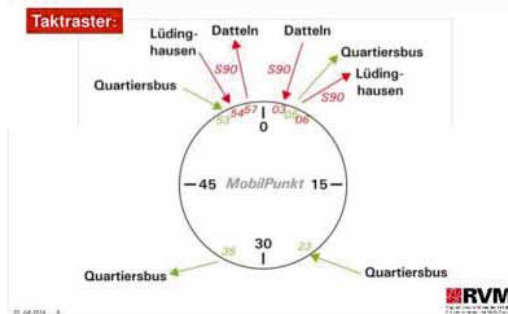 Taktraster:
Lüding-
hausen
Datteln
Datteln
Quartiersbus
Quartiersbus
S90
S90
Lüding-
hausen
S90
53
54
57
03
06
0
45
MobilPunkt
15
30
35
23
Quartiersbus
Quartiersbus
RVM